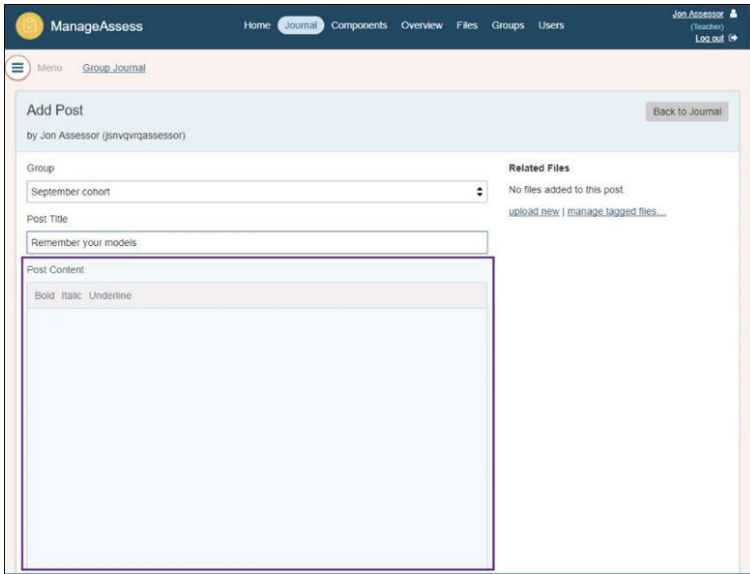 ManageAssess
Home Journal Components Overview Files Groups Users
Jon Assessor
(Teacher)
Log out
Menu Group Journal
Add Post
Back to Journal
by Jon Assessor (jsnvqvrqassessor)
Group
September cohort
Post Title
Remember your models
Post Content
Bold Italic Underline
Related Files
No files added to this post.
upload new | manage tagged files...